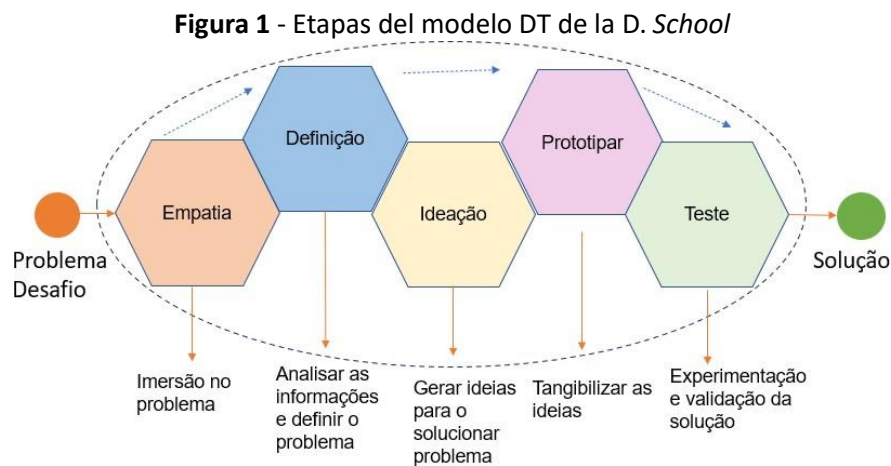 Figura 1 - Etapas del modelo DT de la D. School
Definição
Prototipar
Empatia
Ideação
Teste
Problema
Desafio
Solução
Imersão no
problema
Analisar as
informações
e definir o
problema
Gerar ideias
para o
solucionar
problema
Tangibilizar as
ideias
Experimentação
e validação da
solução